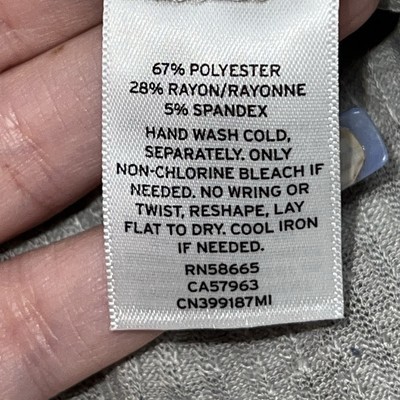 67% POLYESTER
28% RAYON/RAYONNE
5% SPANDEX
HAND WASH COLD,
SEPARATELY. ONLY
NON-CHLORINE BLEACH IF
NEEDED. NO WRING OR
TWIST, RESHAPE, LAY
FLAT TO DRY. COOL IRON
IF NEEDED.
RN58665
CA57963
CN399187MI